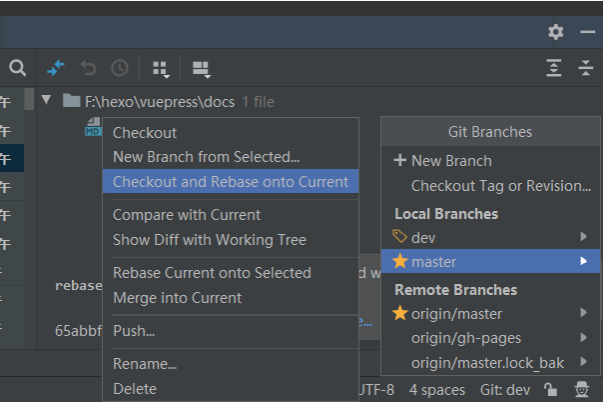 F:\hexo\vuepress\docs 1 file
MD
Checkout
New Branch from Selected...
Checkout and Rebase onto Current
Compare with Current
Show Diff with Working Tree
Rebase Current onto Selected
Merge into Current
Push...
Rename...
Delete
Git Branches
New Branch
Checkout Tag or Revision...
Local Branches
dev
master
Remote Branches
origin/master
origin/gh-pages
origin/master.lock_bak
rebase
65abbf
4 spaces Git: dev